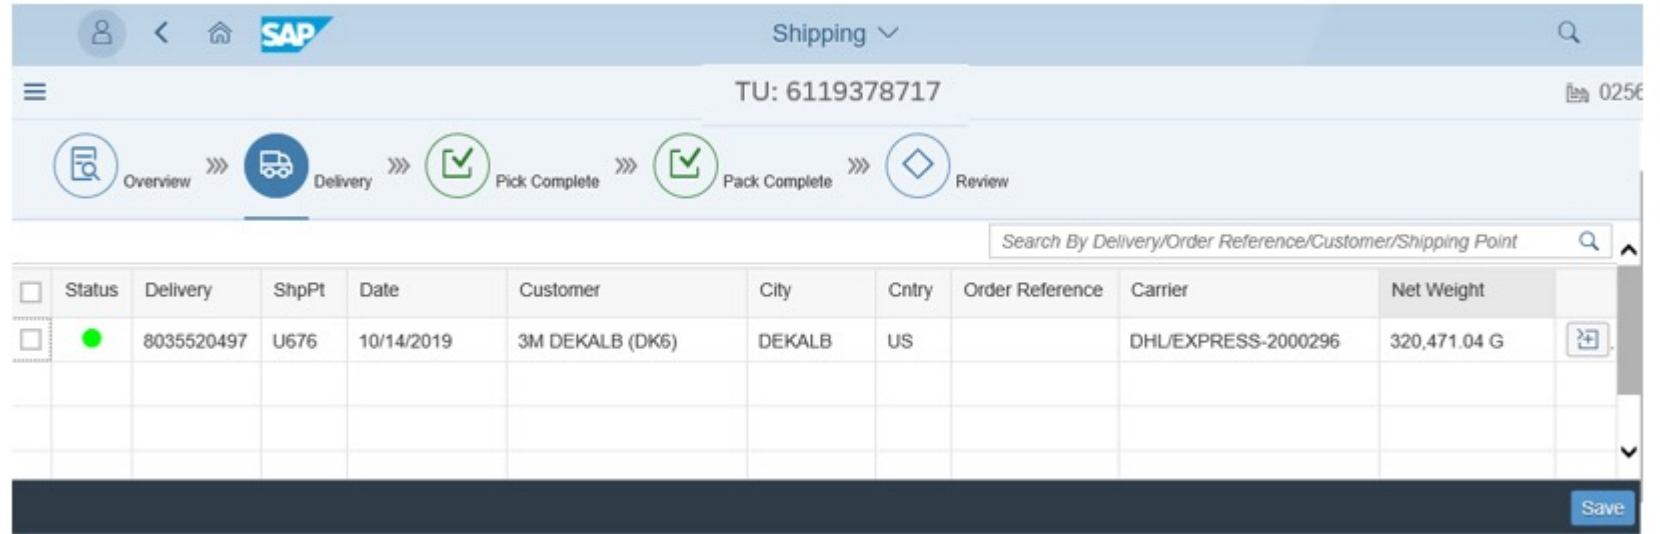 SAP
Shipping
TU: 6119378717
0256
Overview
Delivery
Pick Complete
Pack Complete
Review
Search By Delivery/Order Reference/Customer/Shipping Point
Status Delivery ShpPt Date Customer City Cntry Order Reference Carrier Net Weight
8035520497 U676 10/14/2019 3M DEKALB (DK6) DEKALB US DHL/EXPRESS-2000296 320,471.04 G
Save